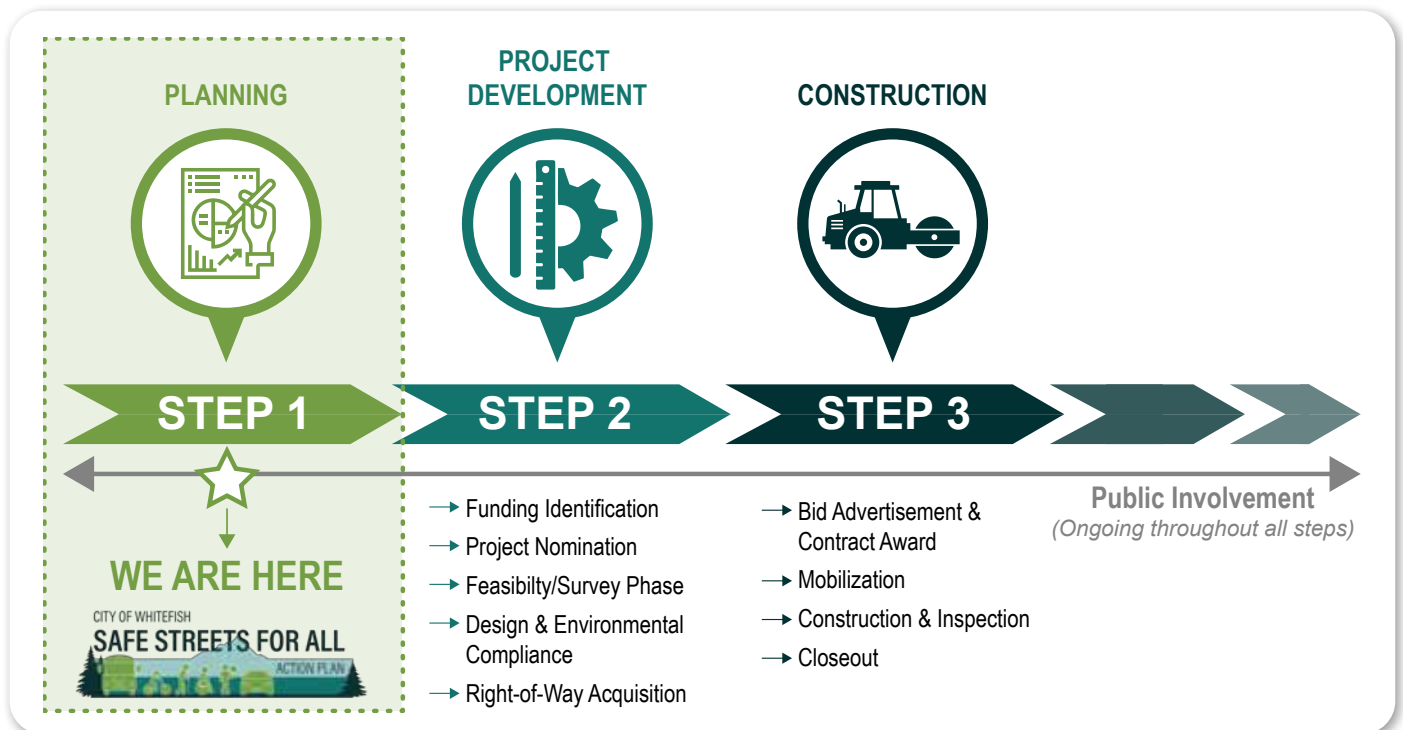 PLANNING
PROJECT
DEVELOPMENT
CONSTRUCTION
STEP 1
STEP 2
STEP 3
Public Involvement
(Ongoing throughout all steps)
WE ARE HERE
CITY OF WHITEFISH
SAFE STREETS FOR ALL
ACTION PLAN
Funding Identification
Project Nomination
Feasibilty/Survey Phase
Design & Environmental
Compliance
Right-of-Way Acquisition
Bid Advertisement &
Contract Award
Mobilization
Construction & Inspection
Closeout